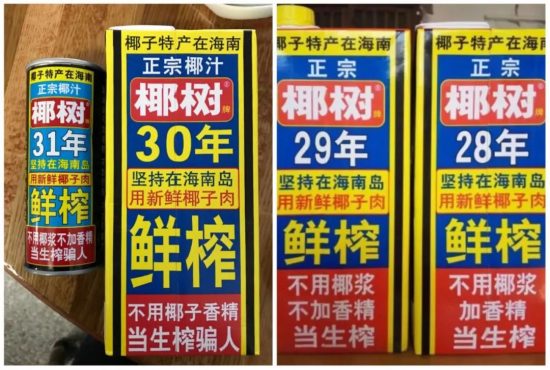 椰子特产在海南
正宗椰汁
椰树
牌
31年
坚持在海南岛
用新鲜椰子肉
鲜榨
不用椰浆不加香精
当生榨骗人
椰子特产在海南
正宗
椰树
牌
30年
坚持在海南岛
用新鲜椰子肉
鲜榨
不用椰子香精
当生榨骗人
椰子特产在海南
正宗
椰树
牌
29年
坚持在海南岛
用新鲜椰子肉
鲜榨
不用椰浆
不加香精
当生榨
椰子特产在海南
正宗
椰树
牌
28年
坚持在海南岛
用新鲜椰子肉
鲜榨
不用椰浆
加香精
当生榨